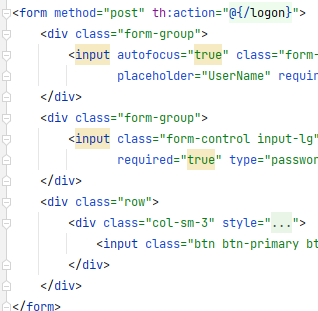 <form method="post" th:action="@{/logon}">
<div class="form-group">
<input autofocus="true" class="form-
placeholder="UserName" requir
</div>
<div class="form-group">
<input class="form-control input-lg"
required="true" type="passwor
</div>
<div class="row">
<div class="col-sm-3" style="...">
<input class="btn btn-primary bt
</div>
</div>
</form>